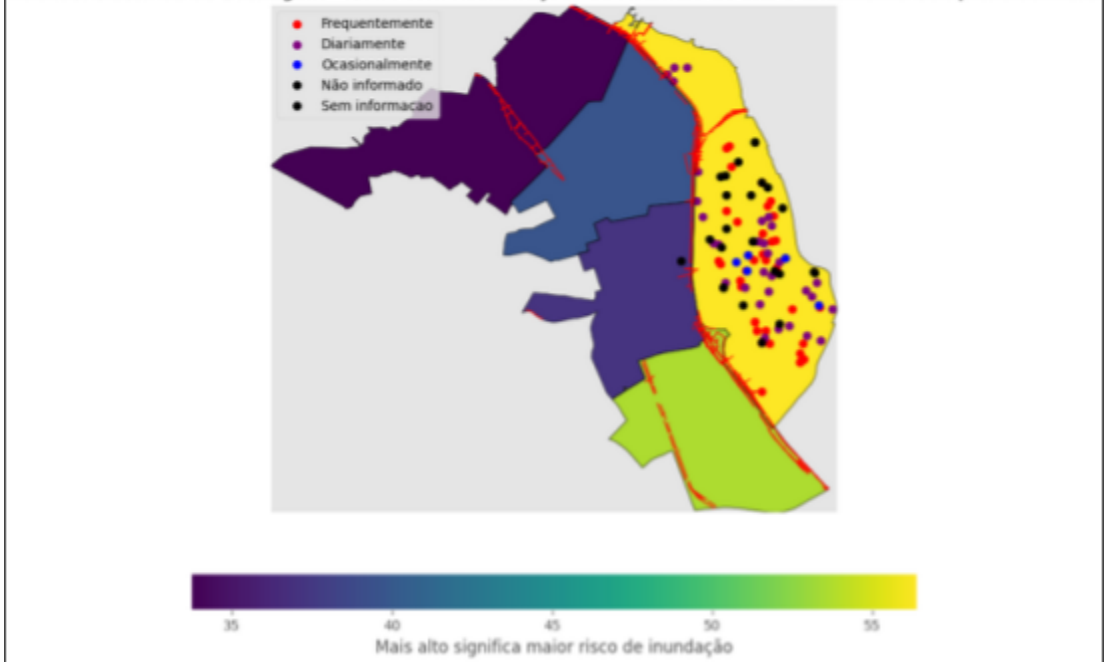 Frequentemente
Diariamente
Ocasionalmente
Não informado
Sem informacao
35 40 45 50 55
Mais alto significa maior risco de inundação